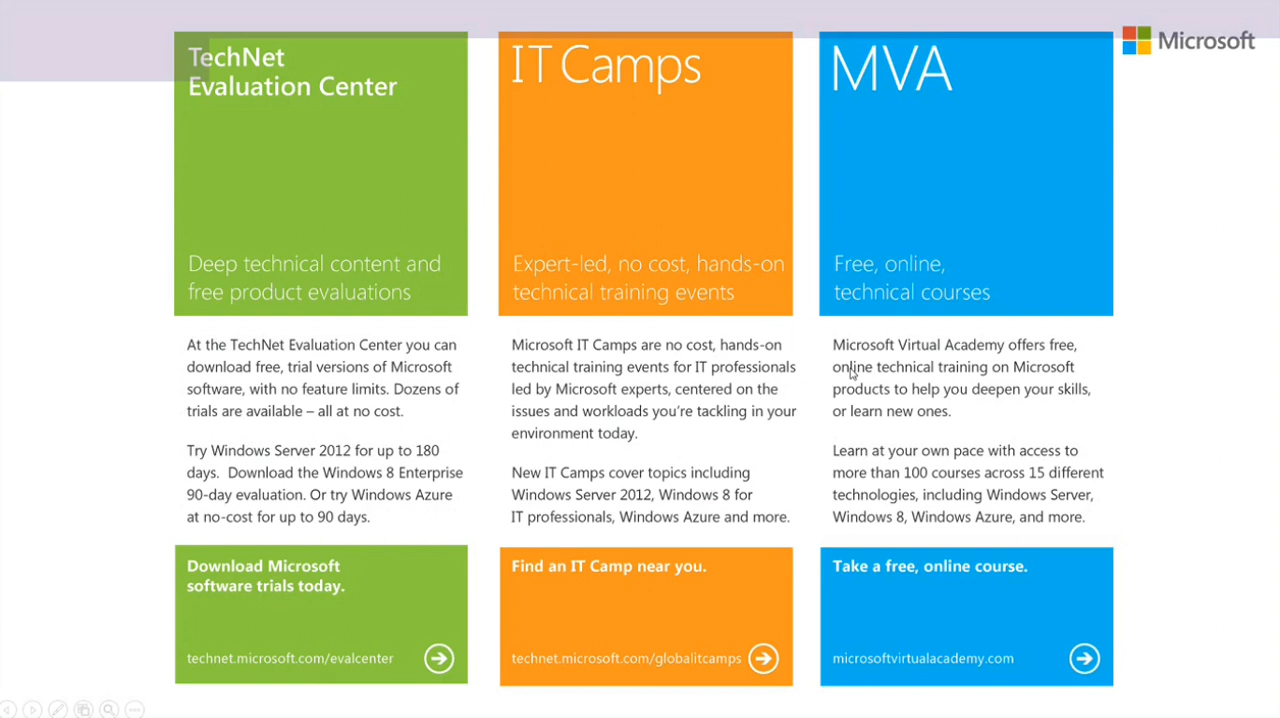 TechNet
Evaluation Center
Deep technical content and
free product evaluations
At the TechNet Evaluation Center you can
download free, trial versions of Microsoft
software, with no feature limits. Dozens of
trials are available – all at no cost.
Try Windows Server 2012 for up to 180
days.  Download the Windows 8 Enterprise
90-day evaluation. Or try Windows Azure
at no-cost for up to 90 days.
Download Microsoft
software trials today.
technet.microsoft.com/evalcenter
IT Camps
Expert-led, no cost, hands-on
technical training events
Microsoft IT Camps are no cost, hands-on
technical training events for IT professionals
led by Microsoft experts, centered on the
issues and workloads you're tackling in your
environment today.
New IT Camps cover topics including
Windows Server 2012, Windows 8 for
IT professionals, Windows Azure and more.
Find an IT Camp near you.
technet.microsoft.com/globalitcamps
MVA
Free, online,
technical courses
Microsoft Virtual Academy offers free,
online technical training on Microsoft
products to help you deepen your skills,
or learn new ones.
Learn at your own pace with access to
more than 100 courses across 15 different
technologies, including Windows Server,
Windows 8, Windows Azure, and more.
Take a free, online course.
microsoftvirtualacademy.com
Microsoft